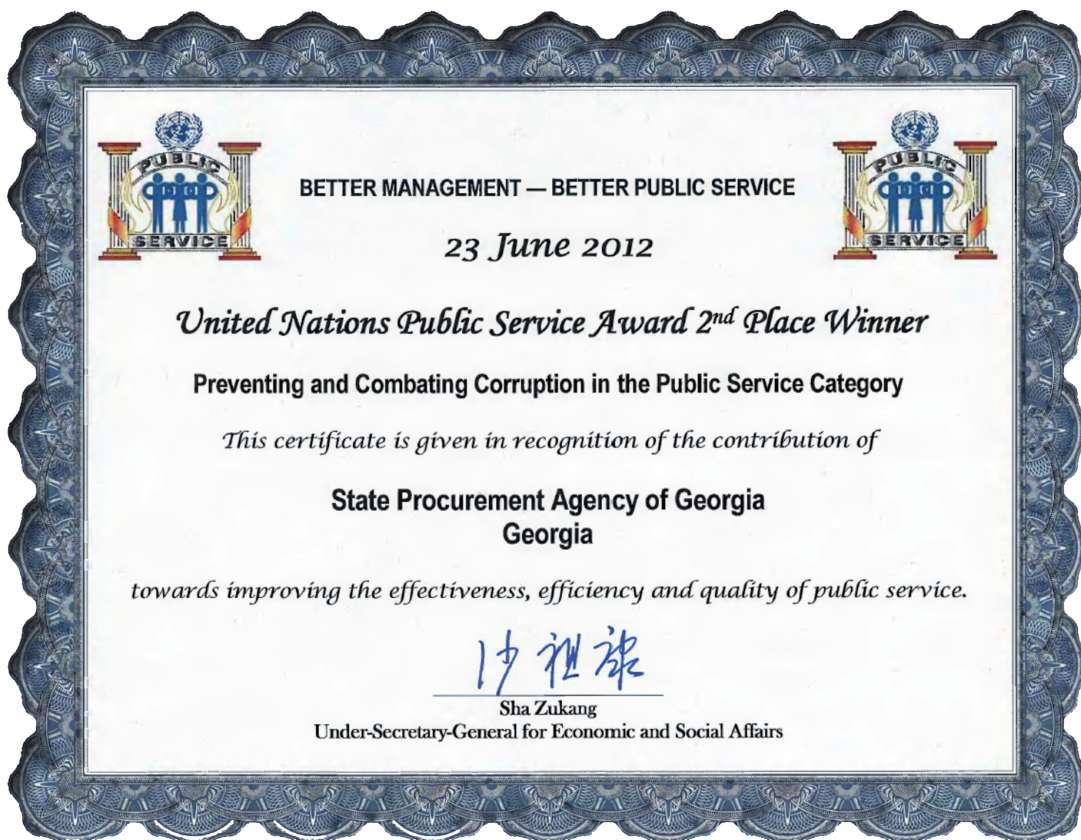 PUBLIC
SERVICE
PUBLIC
SERVICE
BETTER MANAGEMENT — BETTER PUBLIC SERVICE
23 June 2012
United Nations Public Service Award 2nd Place Winner
Preventing and Combating Corruption in the Public Service Category
This certificate is given in recognition of the contribution of
State Procurement Agency of Georgia
Georgia
towards improving the effectiveness, efficiency and quality of public service.
沙祖康
Sha Zukang
Under-Secretary-General for Economic and Social Affairs